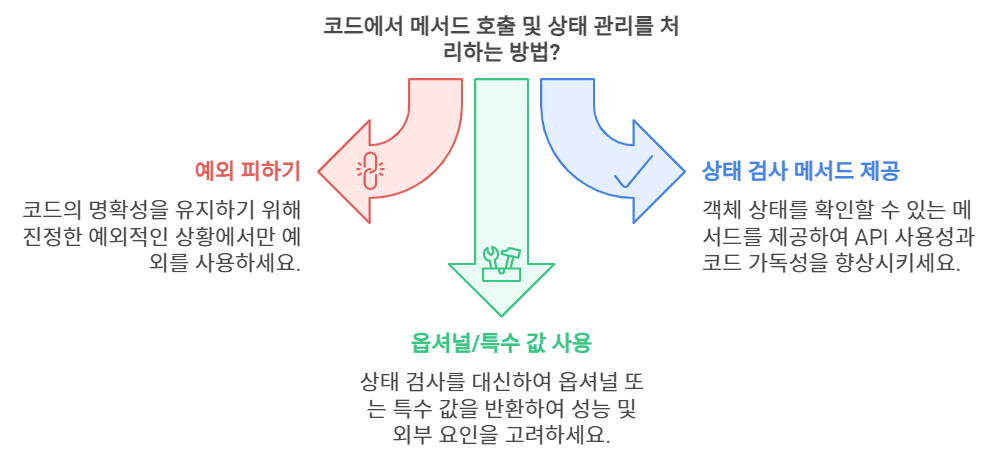 코드에서 메서드 호출 및 상태 관리를 처
리하는 방법?
예외 피하기
코드의 명확성을 유지하기 위해
진정한 예외적인 상황에서만 예
외를 사용하세요.
상태 검사 메서드 제공
객체 상태를 확인할 수 있는 메
서드를 제공하여 API 사용성과
코드 가독성을 향상시키세요.
옵셔널/특수 값 사용
상태 검사를 대신하여 옵셔널 또
는 특수 값을 반환하여 성능 및
외부 요인을 고려하세요.